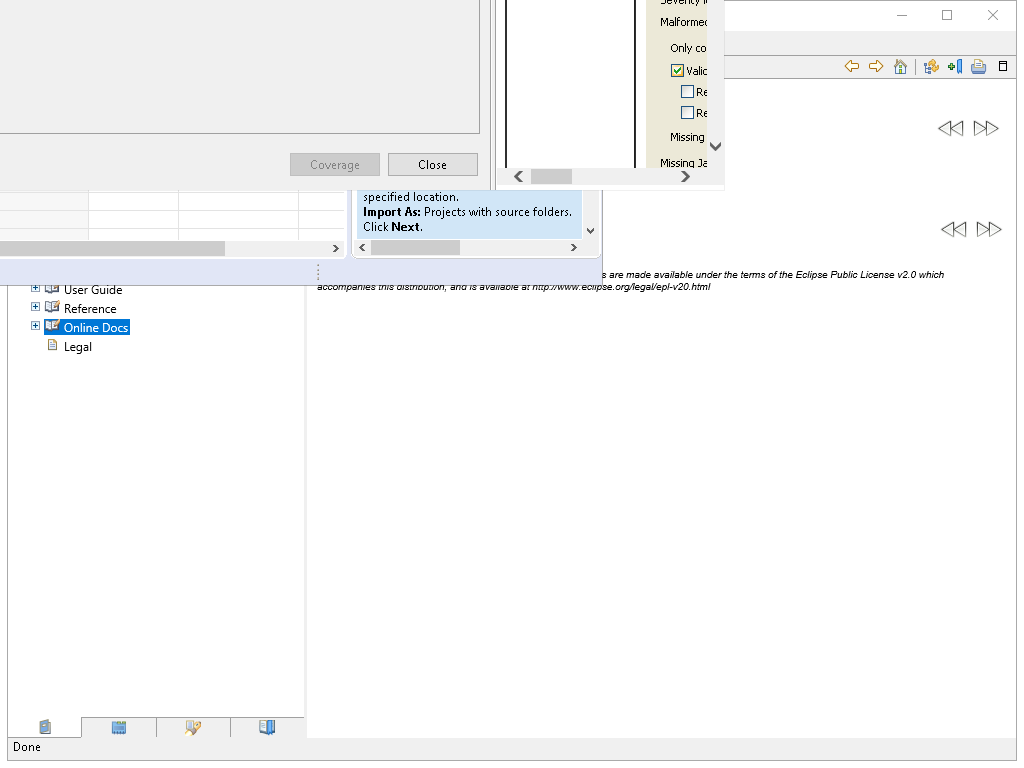 Malformed
Only co
Valid
Re
Re
Missing
Missing Ja
Coverage
Close
specified location.
Import As: Projects with source folders.
Click Next.
s are made available under the terms of the Eclipse Public License v2.0 which
accompanies this distribution, and is available at http://www.eclipse.org/legal/epl-v20.html
User Guide
Reference
Online Docs
Legal
Done